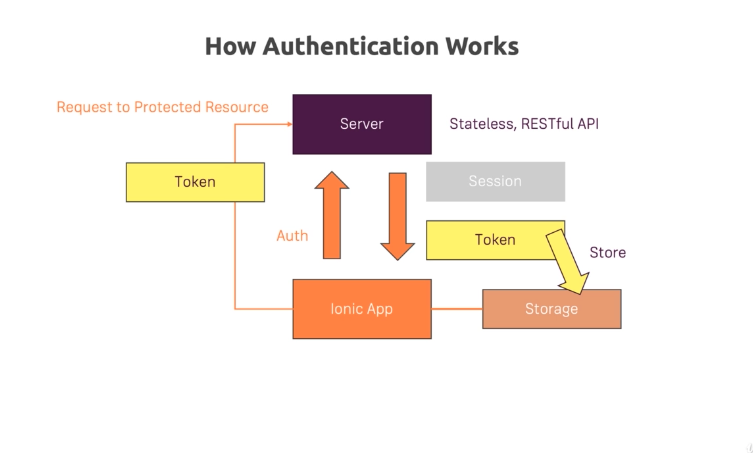 How Authentication Works
Request to Protected Resource
Server
Stateless, RESTful API
Token
Session
Auth
Token
Store
Ionic App
Storage